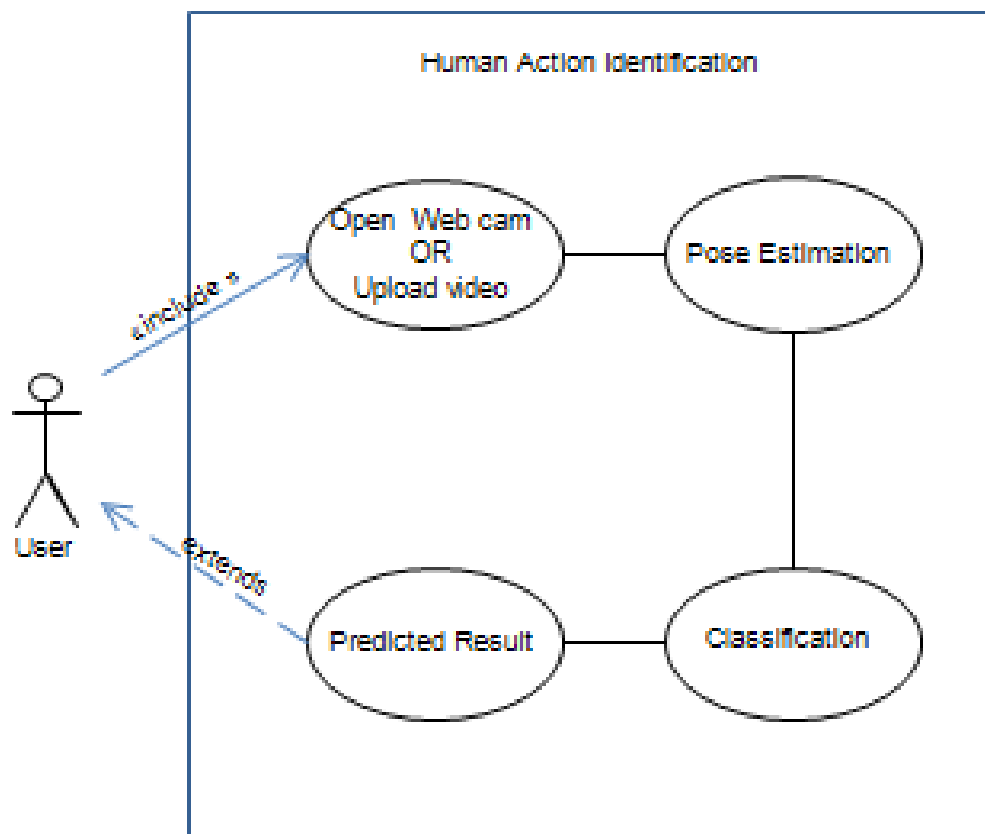 Human Action Identification
Open Web cam
OR
Upload video
Pose Estimation
«include »
User
extends
Predicted Result
Classification